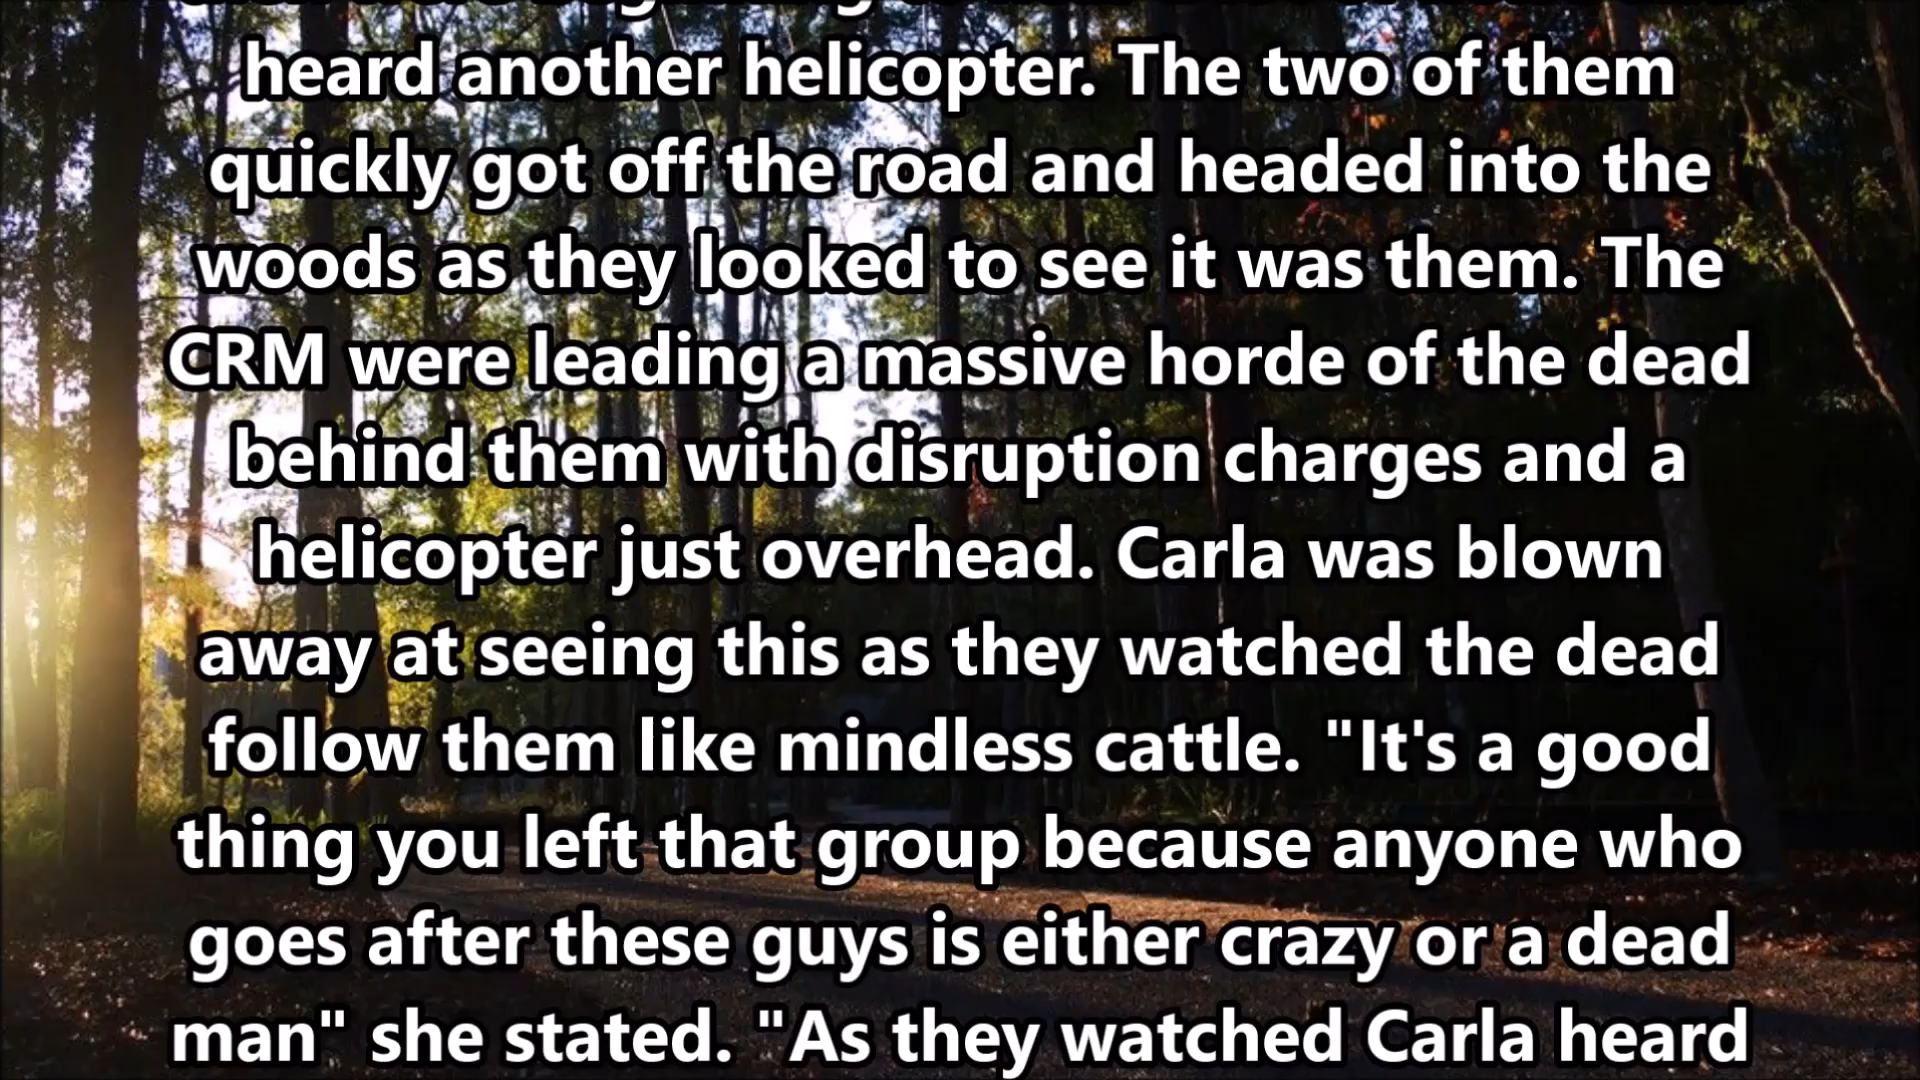 heard another helicopter. The two of them
quickly got off the road and headed into the
woods as they looked to see it was them. The
CRM were leading a massive horde of the dead
behind them with disruption charges and a
helicopter just overhead. Carla was blown
away at seeing this as they watched the dead
follow them like mindless cattle. "It's a good
thing you left that group because anyone who
goes after these guys is either crazy or a dead
man" she stated. "As they watched Carla heard